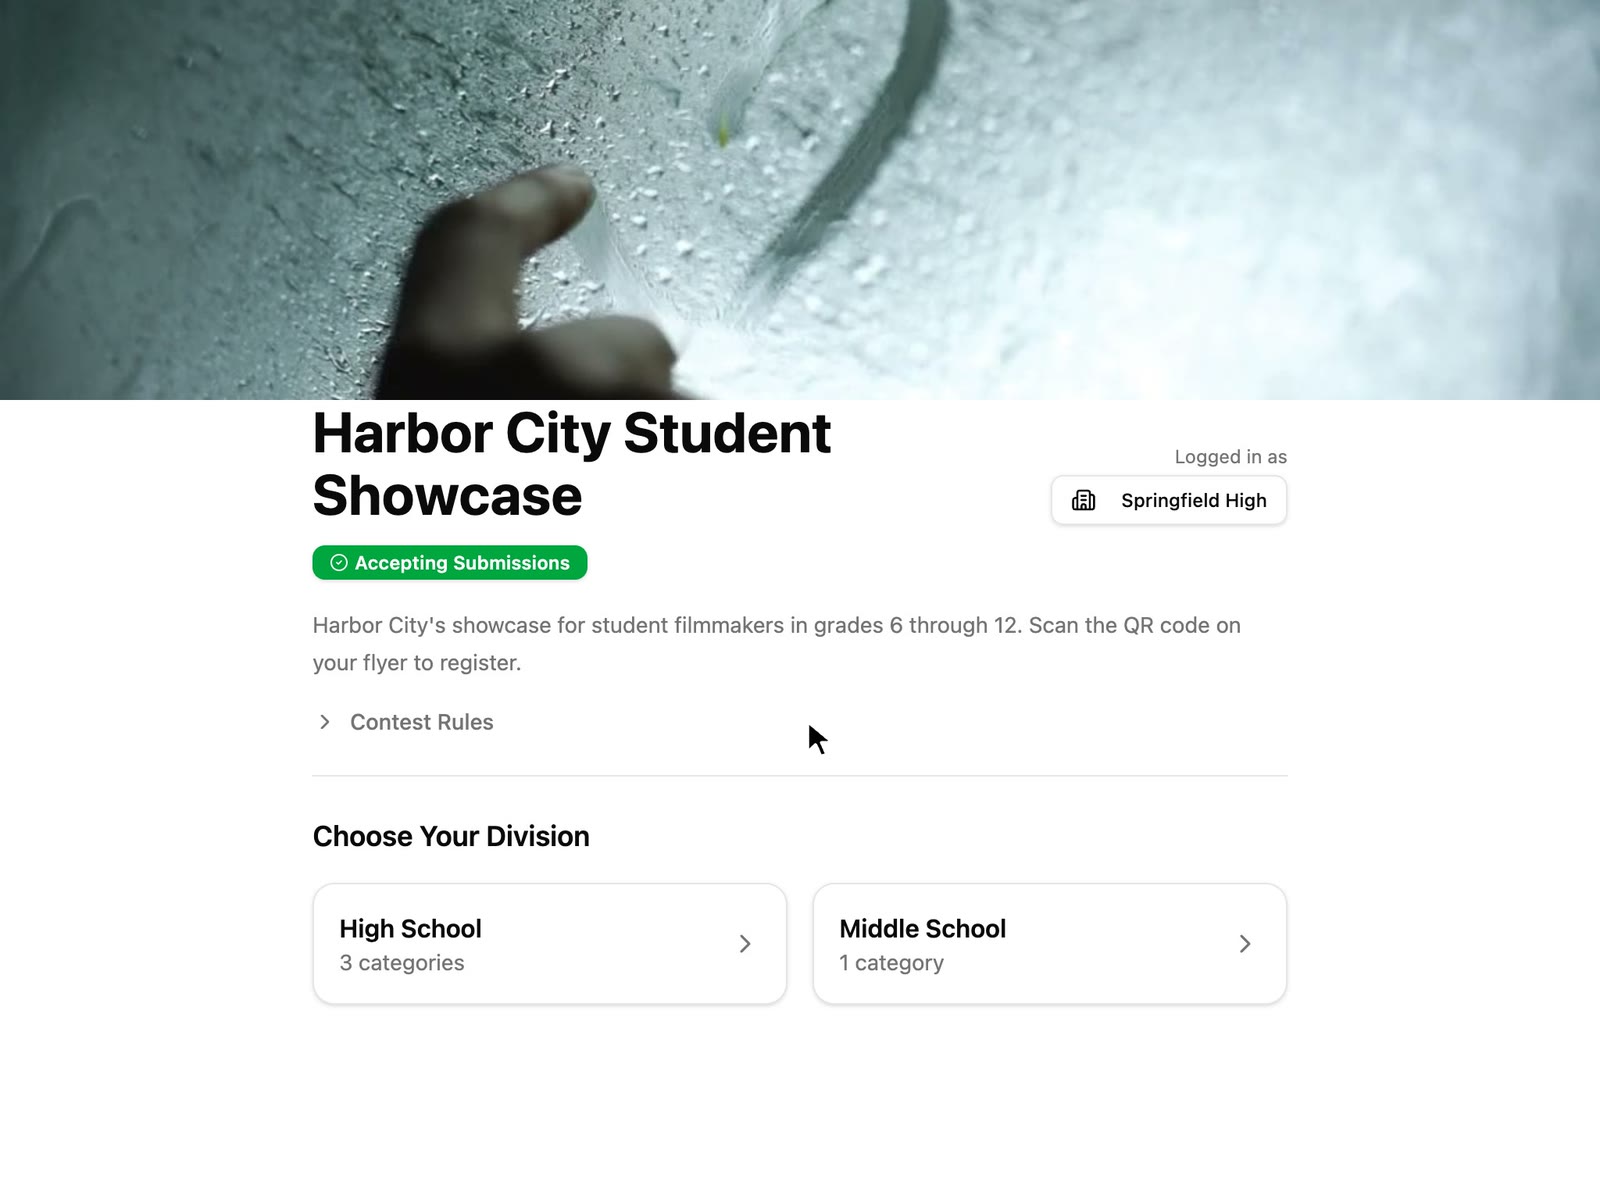 Harbor City Student
Showcase
Logged in as
Springfield High
Accepting Submissions
Harbor City's showcase for student filmmakers in grades 6 through 12. Scan the QR code on
your flyer to register.
Contest Rules
Choose Your Division
High School
3 categories
Middle School
1 category